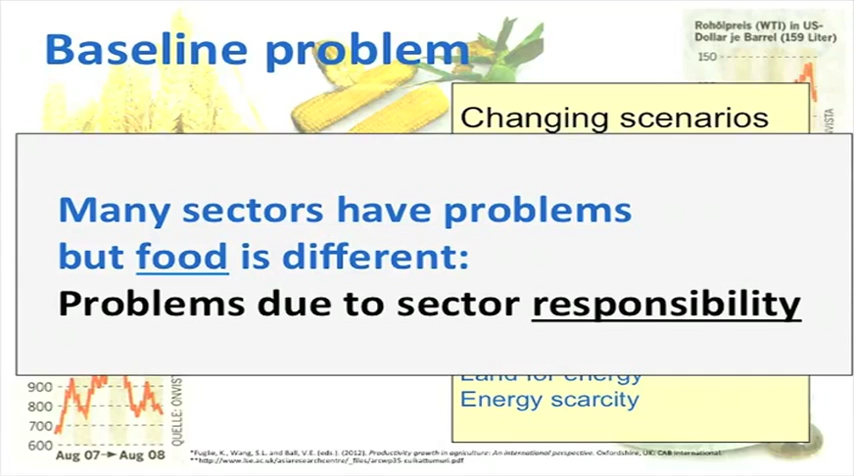 Baseline problem
Rohölpreis (WTI) in US-
Dollar je Barrel (159 Liter)
150
Changing scenarios
Many sectors have problems
but food is different:
Problems due to sector responsibility
Land for energy
Energy scarcity
900
800
700
600
Aug 07 Aug 08
QUELLE: ONVIST
*Fuglie, K., Wang, S.L. and Ball, V.E. (eds.). (2012). Productivity growth in agriculture: An international perspective. Oxfordshire, UK: CAB International.